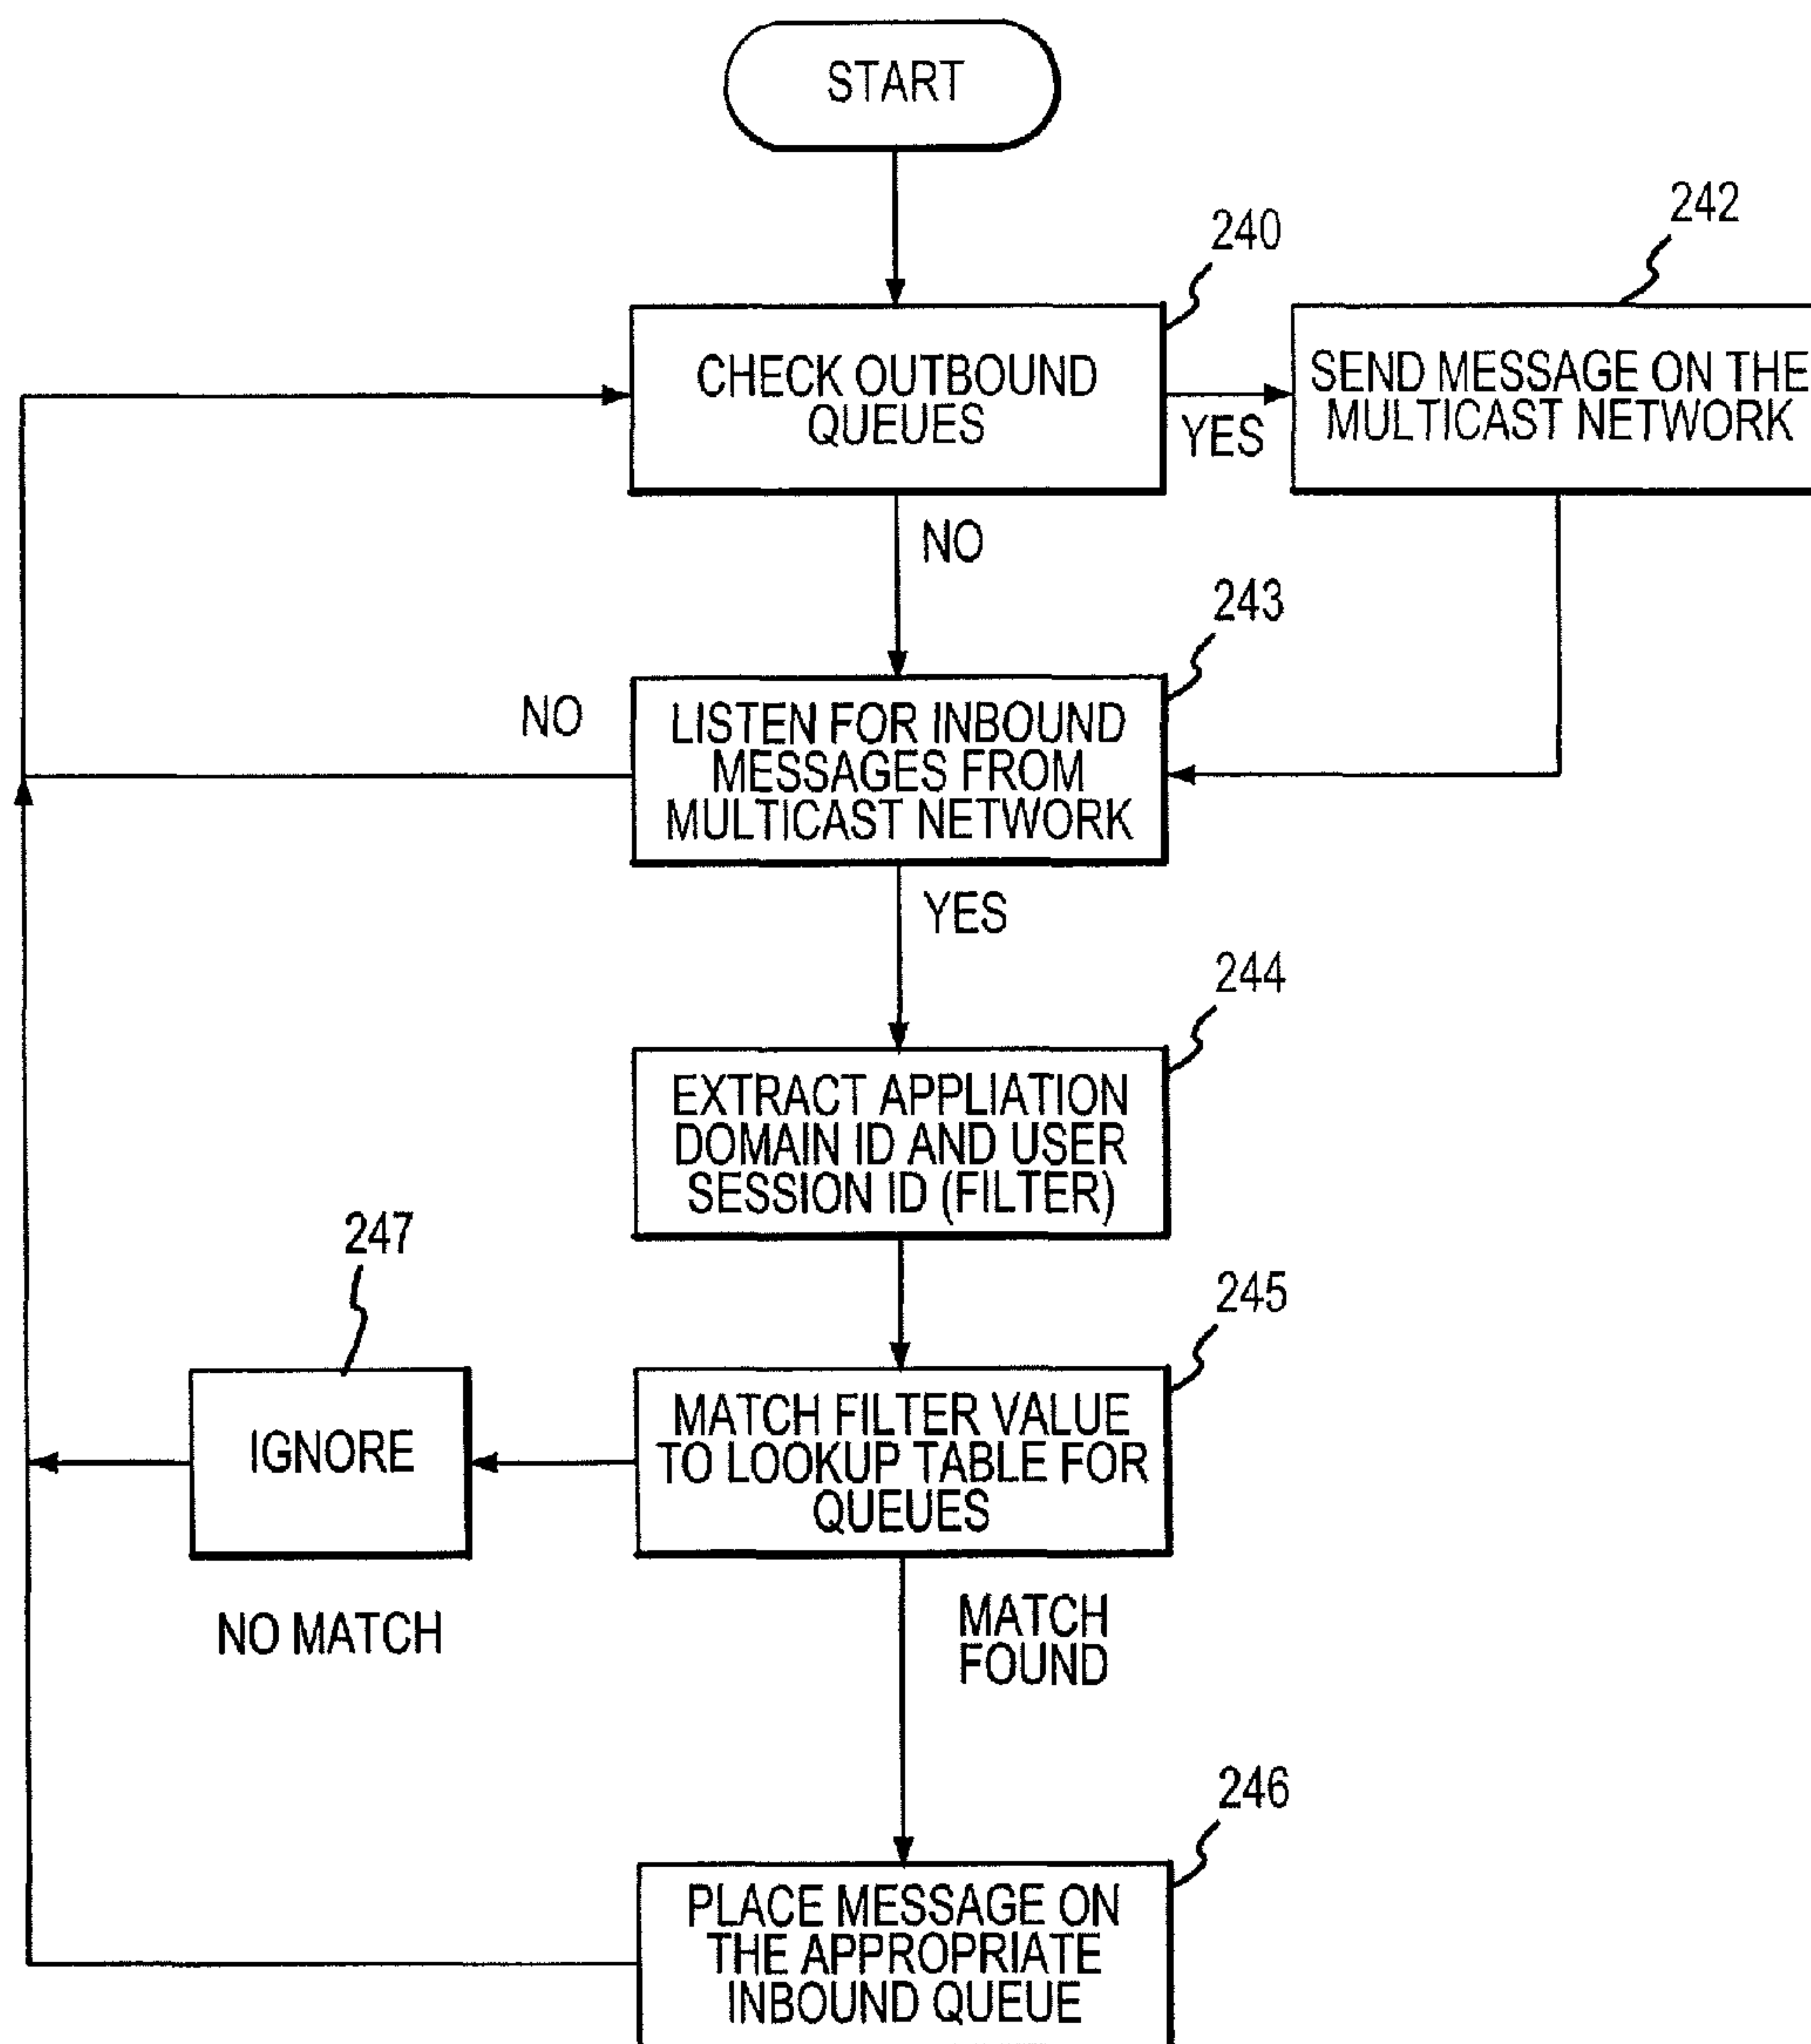 START
240
242
CHECK OUTBOUND
QUEUES
YES
SEND MESSAGE ON THE
MULTICAST NETWORK
NO
243
NO
LISTEN FOR INBOUND
MESSAGES FROM
MULTICAST NETWORK
YES
244
EXTRACT APPLIATION
DOMAIN ID AND USER
SESSION ID (FILTER)
247
245
IGNORE
MATCH FILTER VALUE
TO LOOKUP TABLE FOR
QUEUES
NO MATCH
MATCH
FOUND
246
PLACE MESSAGE ON
THE APPROPRIATE
INBOUND QUEUE